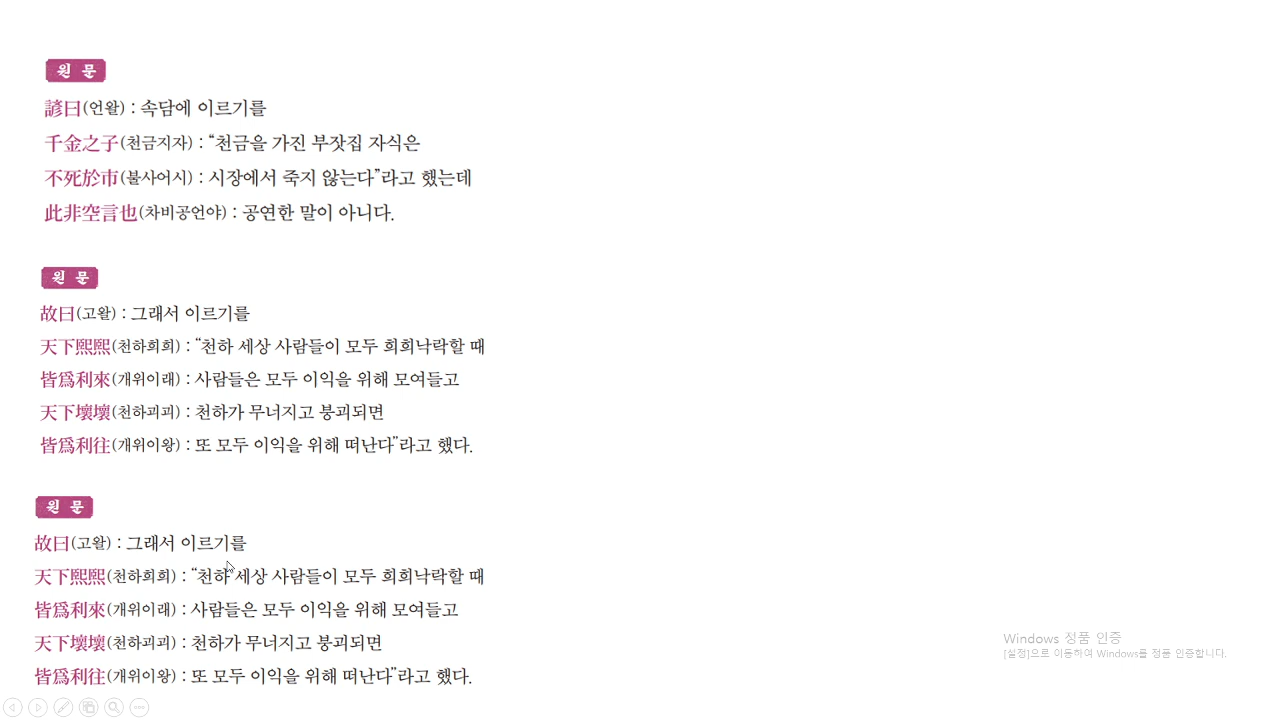 원 문
諺曰(언왈) : 속담에 이르기를
千金之子(천금지자) : “천금을 가진 부잣집 자식은
不死於市(불사어시) : 시장에서 죽지 않는다”라고 했는데
此非空言也(차비공언야) : 공연한 말이 아니다.
원 문
故曰(고왈) : 그래서 이르기를
天下熙熙(천하희희) : “천하 세상 사람들이 모두 희희낙락할 때
皆爲利來(개위이래) : 사람들은 모두 이익을 위해 모여들고
天下壞壞(천하괴괴) : 천하가 무너지고 붕괴되면
皆爲利往(개위이왕) : 또 모두 이익을 위해 떠난다”라고 했다.
원 문
故曰(고왈) : 그래서 이르기를
天下熙熙(천하희희) : “천하 세상 사람들이 모두 희희낙락할 때
皆爲利來(개위이래) : 사람들은 모두 이익을 위해 모여들고
天下壞壞(천하괴괴) : 천하가 무너지고 붕괴되면
皆爲利往(개위이왕) : 또 모두 이익을 위해 떠난다”라고 했다.
Windows 정품 인증
[설정]으로 이동하여 Windows를 정품 인증합니다.